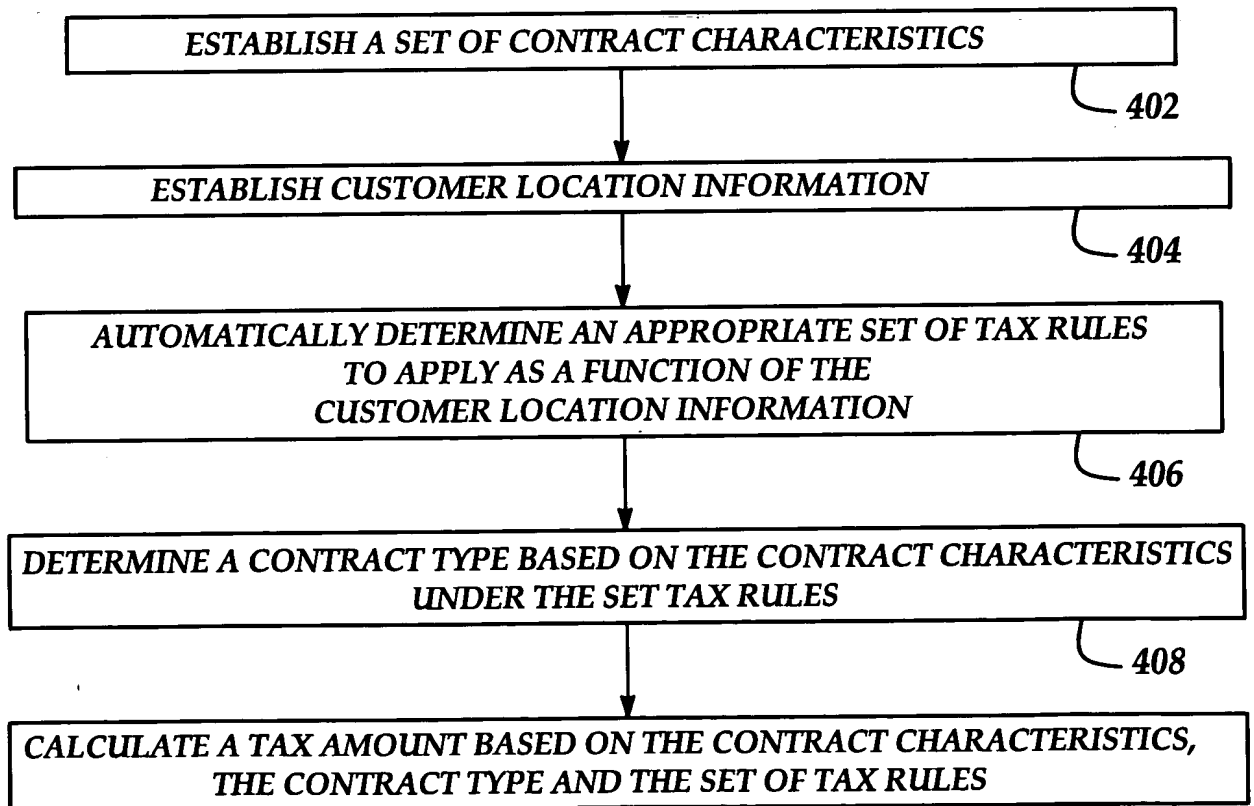 ESTABLISH A SET OF CONTRACT CHARACTERISTICS
402
ESTABLISH CUSTOMER LOCATION INFORMATION
404
AUTOMATICALLY DETERMINE AN APPROPRIATE SET OF TAX RULES
TO APPLY AS A FUNCTION OF THE
CUSTOMER LOCATION INFORMATION
406
DETERMINE A CONTRACT TYPE BASED ON THE CONTRACT CHARACTERISTICS
UNDER THE SET TAX RULES
408
CALCULATE A TAX AMOUNT BASED ON THE CONTRACT CHARACTERISTICS,
THE CONTRACT TYPE AND THE SET OF TAX RULES